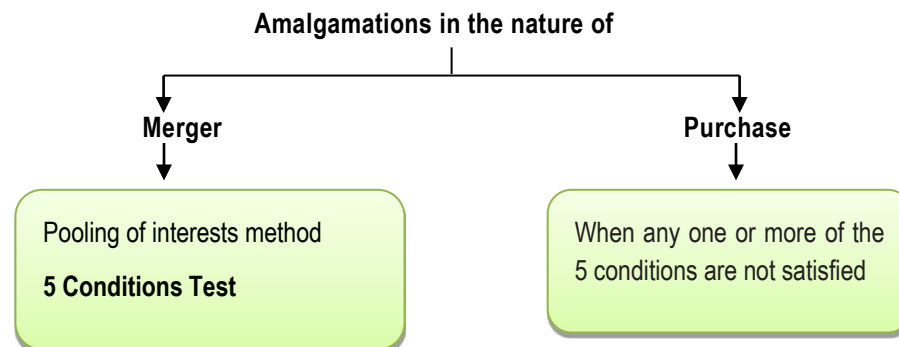 Amalgamations in the nature of
Merger
Purchase
Pooling of interests method
5 Conditions Test
When any one or more of the
5 conditions are not satisfied